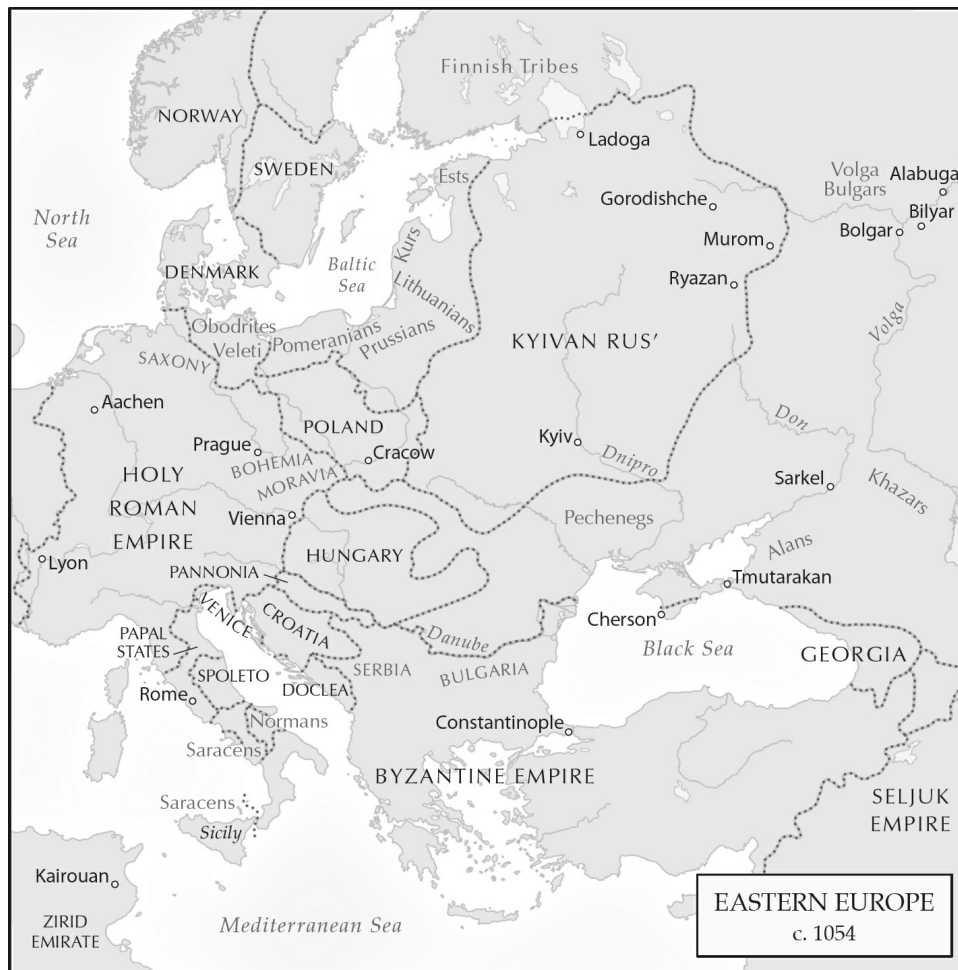 Finnish Tribes
NORWAY
Ladoga
SWEDEN
Ests
Volga
Bulgars
Alabuga
Gorodishche
Bilyar
North
Sea
Kurs
Bolgar
Murom
Baltic
Sea
DENMARK
Lithuanians
Ryazan
Obodrites
Veleti
Pomeranians
Prussians
Volga
KYIVAN RUS'
SAXONY
Aachen
POLAND
Don
Prague
Kyiv
BOHEMIA
Cracow
Dnipro
MORAVIA
HOLY
ROMAN
EMPIRE
Sarkel
Khazars
Vienna
Pechenegs
Alans
HUNGARY
Lyon
PANNONIA
Tmutarakan
VENICE
CROATIA
Cherson
PAPAL
STATES
Danube
Black Sea
GEORGIA
SERBIA
BULGARIA
SPOLETO
DOCLEA
Rome
Normans
Constantinople
Saracens
BYZANTINE EMPIRE
SELJUK
EMPIRE
Saracens
Sicily
Kairouan
ZIRID
EMIRATE
Mediterranean Sea
EASTERN EUROPE
c. 1054